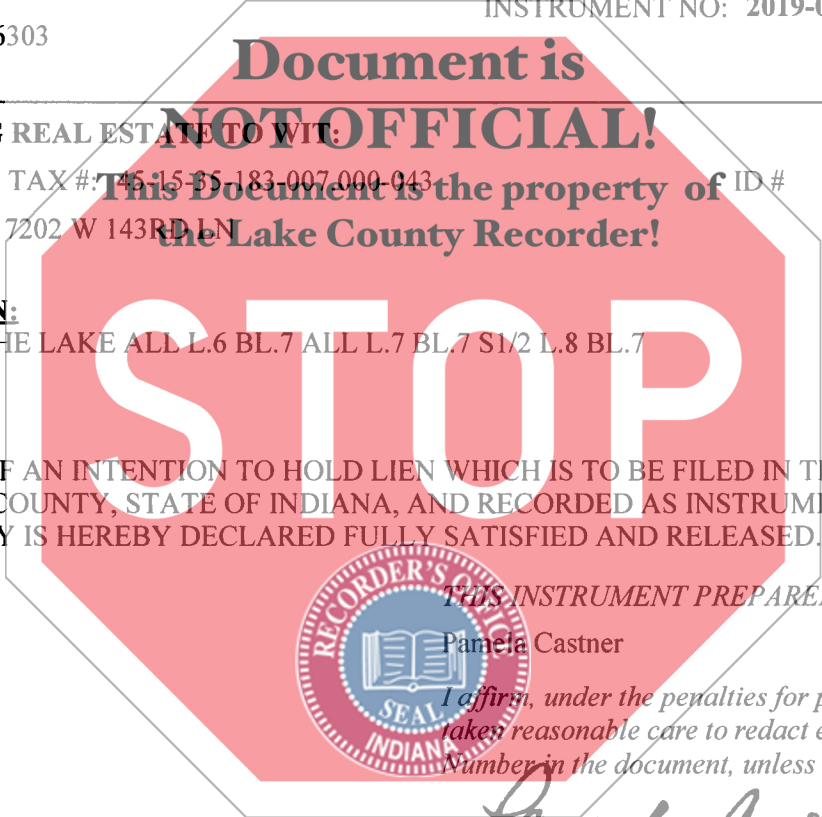 INSTRUMENT NO: 2019-0
6303
Document is
NOT OFFICIAL!
This Document is the property of
the Lake County Recorder!
REAL ESTATE TO WIT:
TAX #: 45-15-35-183-007.000-043 ID #
7202 W 143RD LN
N:
HE LAKE ALL L.6 BL.7 ALL L.7 BL.7 S1/2 L.8 BL.7
STOP
F AN INTENTION TO HOLD LIEN WHICH IS TO BE FILED IN TH
COUNTY, STATE OF INDIANA, AND RECORDED AS INSTRUM
Y IS HEREBY DECLARED FULLY SATISFIED AND RELEASED.
RECORDER'S OFFIC
SEAL
INDIANA
THIS INSTRUMENT PREPARE
Pamela Castner
I affirm, under the penalties for p
taken reasonable care to redact e
Number in the document, unless